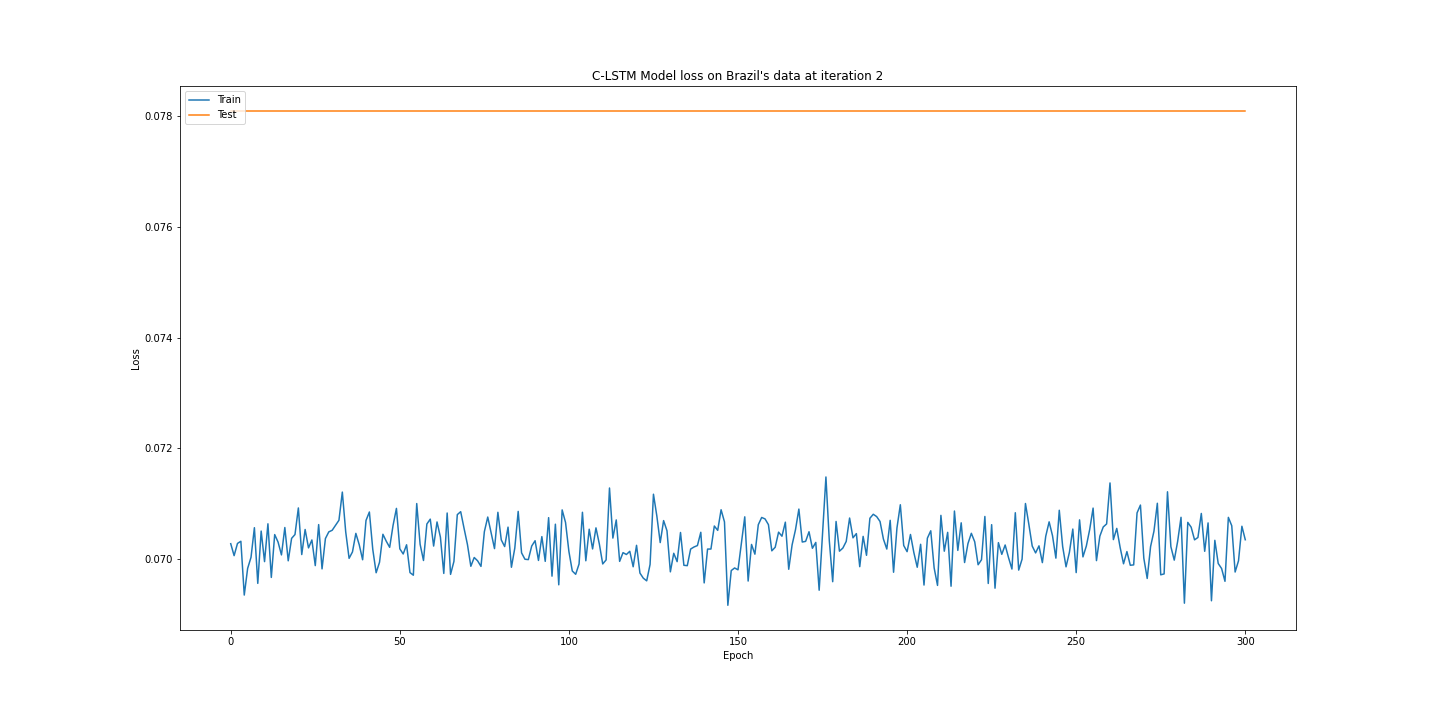 C-LSTM Model loss on Brazil's data at iteration 2
Train
Test
0.078
0.076
0.074
0.072
0.070
Loss
0 50 100 150 200 250 300
Epoch